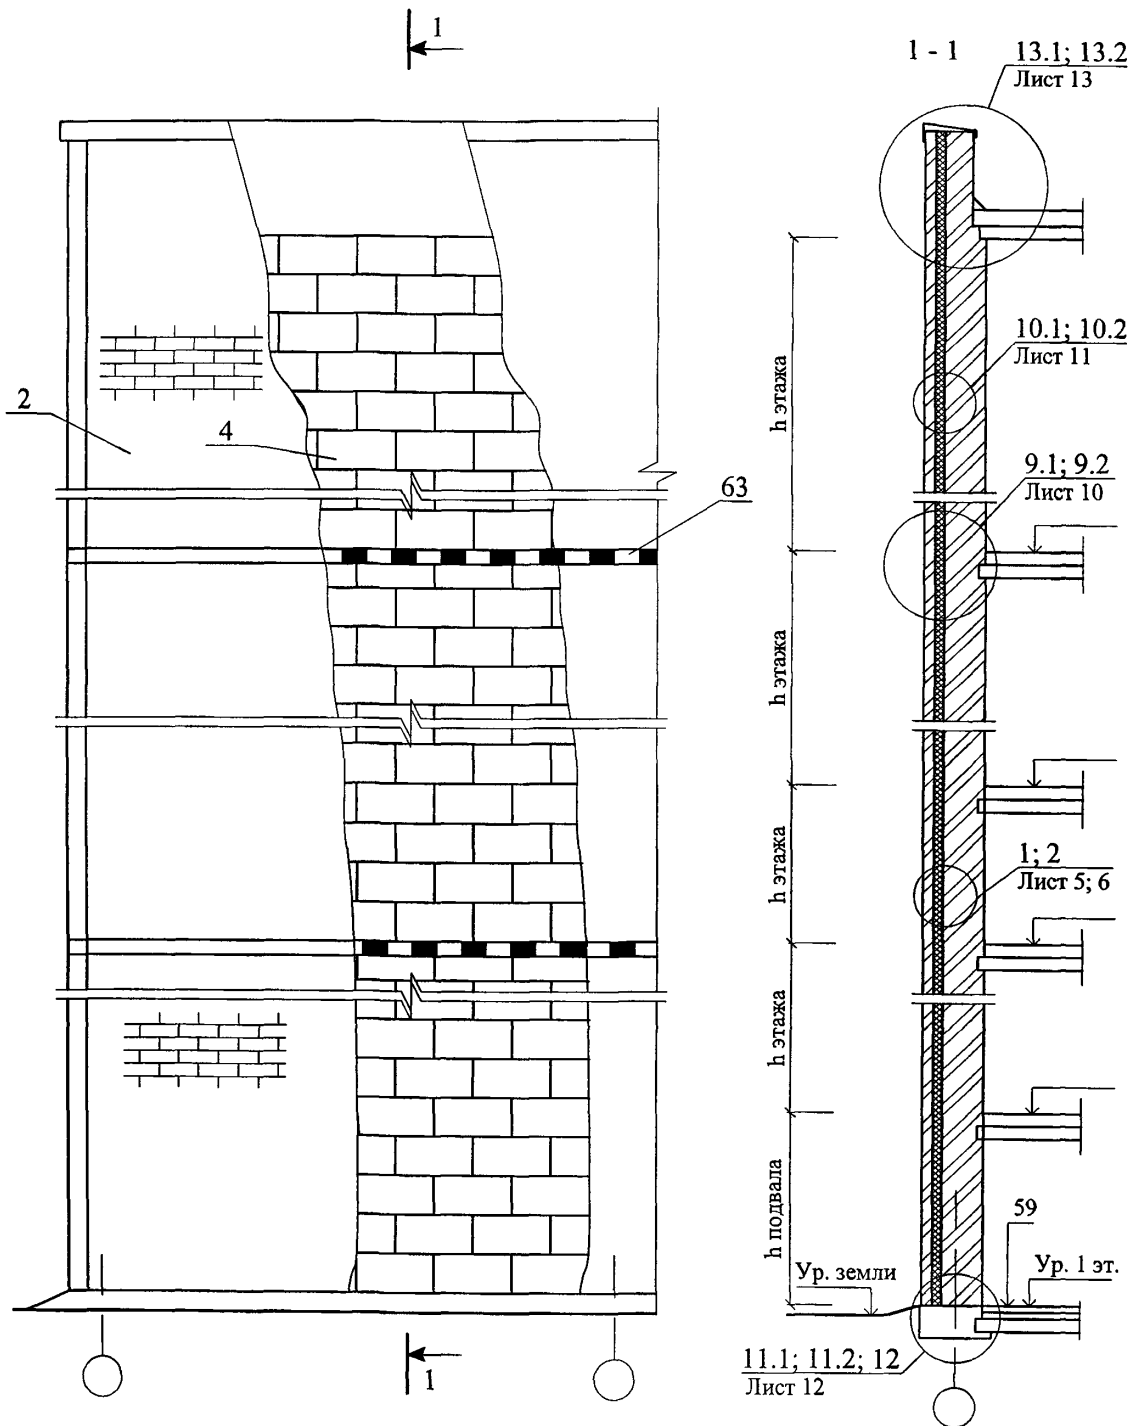 1
1 - 1
13.1; 13.2
Лист 13
10.1; 10.2
Лист 11
2
4
h этажа
9.1; 9.2
Лист 10
63
h этажа
h этажа
1; 2
Лист 5; 6
h этажа
h подвала
59
Ур. земли
Ур. 1 эт.
1
11.1; 11.2; 12
Лист 12